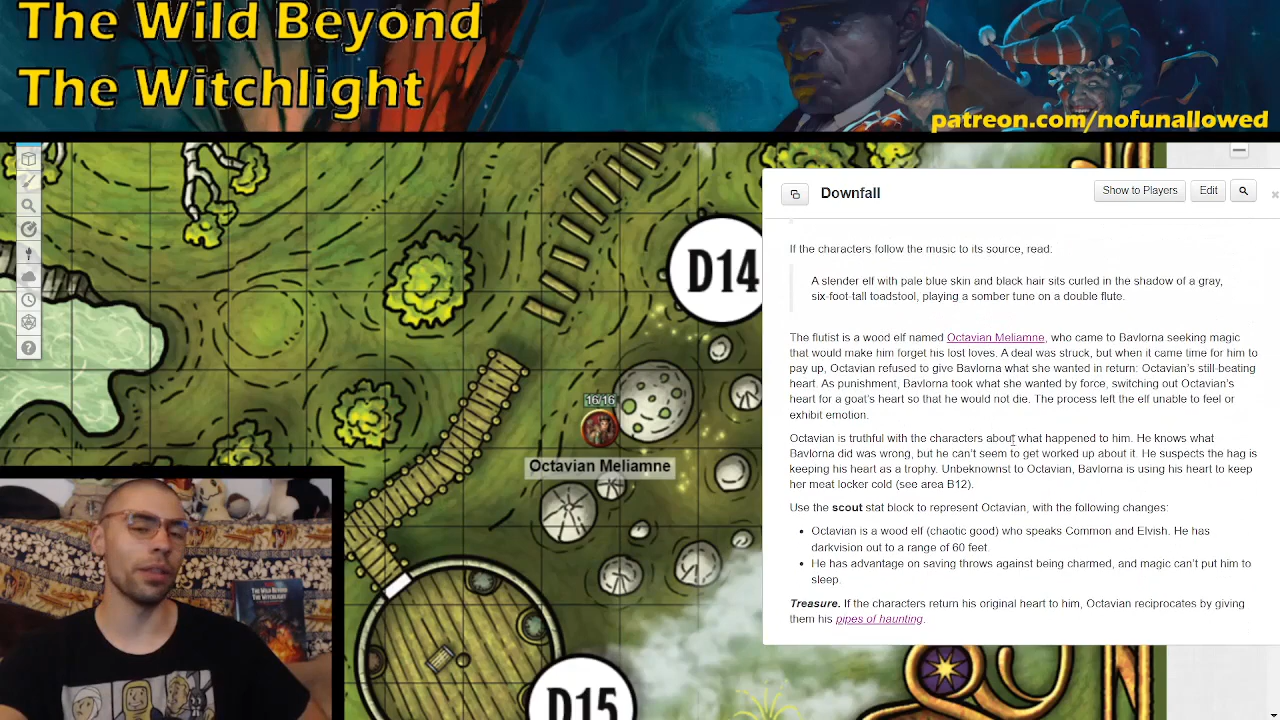 The Wild Beyond
The Witchlight
patreon.com/nofunallowed
Downfall
Show to Players
Edit
D14
If the characters follow the music to its source, read:
A slender elf with pale blue skin and black hair sits curled in the shadow of a gray,
six-foot-tall toadstool, playing a somber tune on a double flute.
The flutist is a wood elf named Octavian Meliamne, who came to Bavlorna seeking magic
that would make him forget his lost loves. A deal was struck, but when it came time for him to
pay up, Octavian refused to give Bavlorna what she wanted in return: Octavian's still-beating
heart. As punishment, Bavlorna took what she wanted by force, switching out Octavian's
heart for a goat's heart so that he would not die. The process left the elf unable to feel or
exhibit emotion.
Octavian is truthful with the characters about what happened to him. He knows what
Bavlorna did was wrong, but he can't seem to get worked up about it. He suspects the hag is
keeping his heart as a trophy. Unbeknownst to Octavian, Bavlorna is using his heart to keep
her meat locker cold (see area B12).
Use the scout stat block to represent Octavian, with the following changes:
• Octavian is a wood elf (chaotic good) who speaks Common and Elvish. He has
darkvision out to a range of 60 feet.
• He has advantage on saving throws against being charmed, and magic can't put him to
sleep.
Treasure. If the characters return his original heart to him, Octavian reciprocates by giving
them his pipes of haunting.
16/16
Octavian Meliamne
D15
THE WILD BEYOND
THE WITCHLIGHT